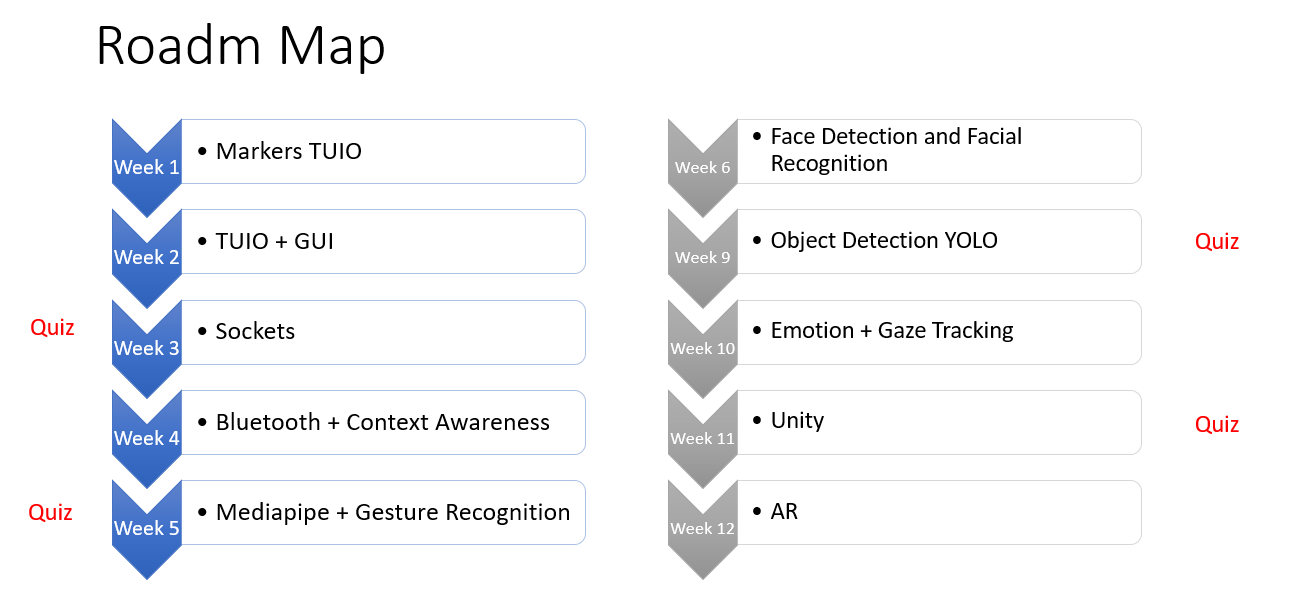 Roadm Map
Week 1
• Markers TUIO
Week 2
• TUIO + GUI
Quiz
Week 3
• Sockets
Week 4
• Bluetooth + Context Awareness
Quiz
Week 5
• Mediapipe + Gesture Recognition
Week 6
• Face Detection and Facial
Recognition
Week 9
• Object Detection YOLO
Quiz
Week 10
• Emotion + Gaze Tracking
Week 11
• Unity
Quiz
Week 12
• AR